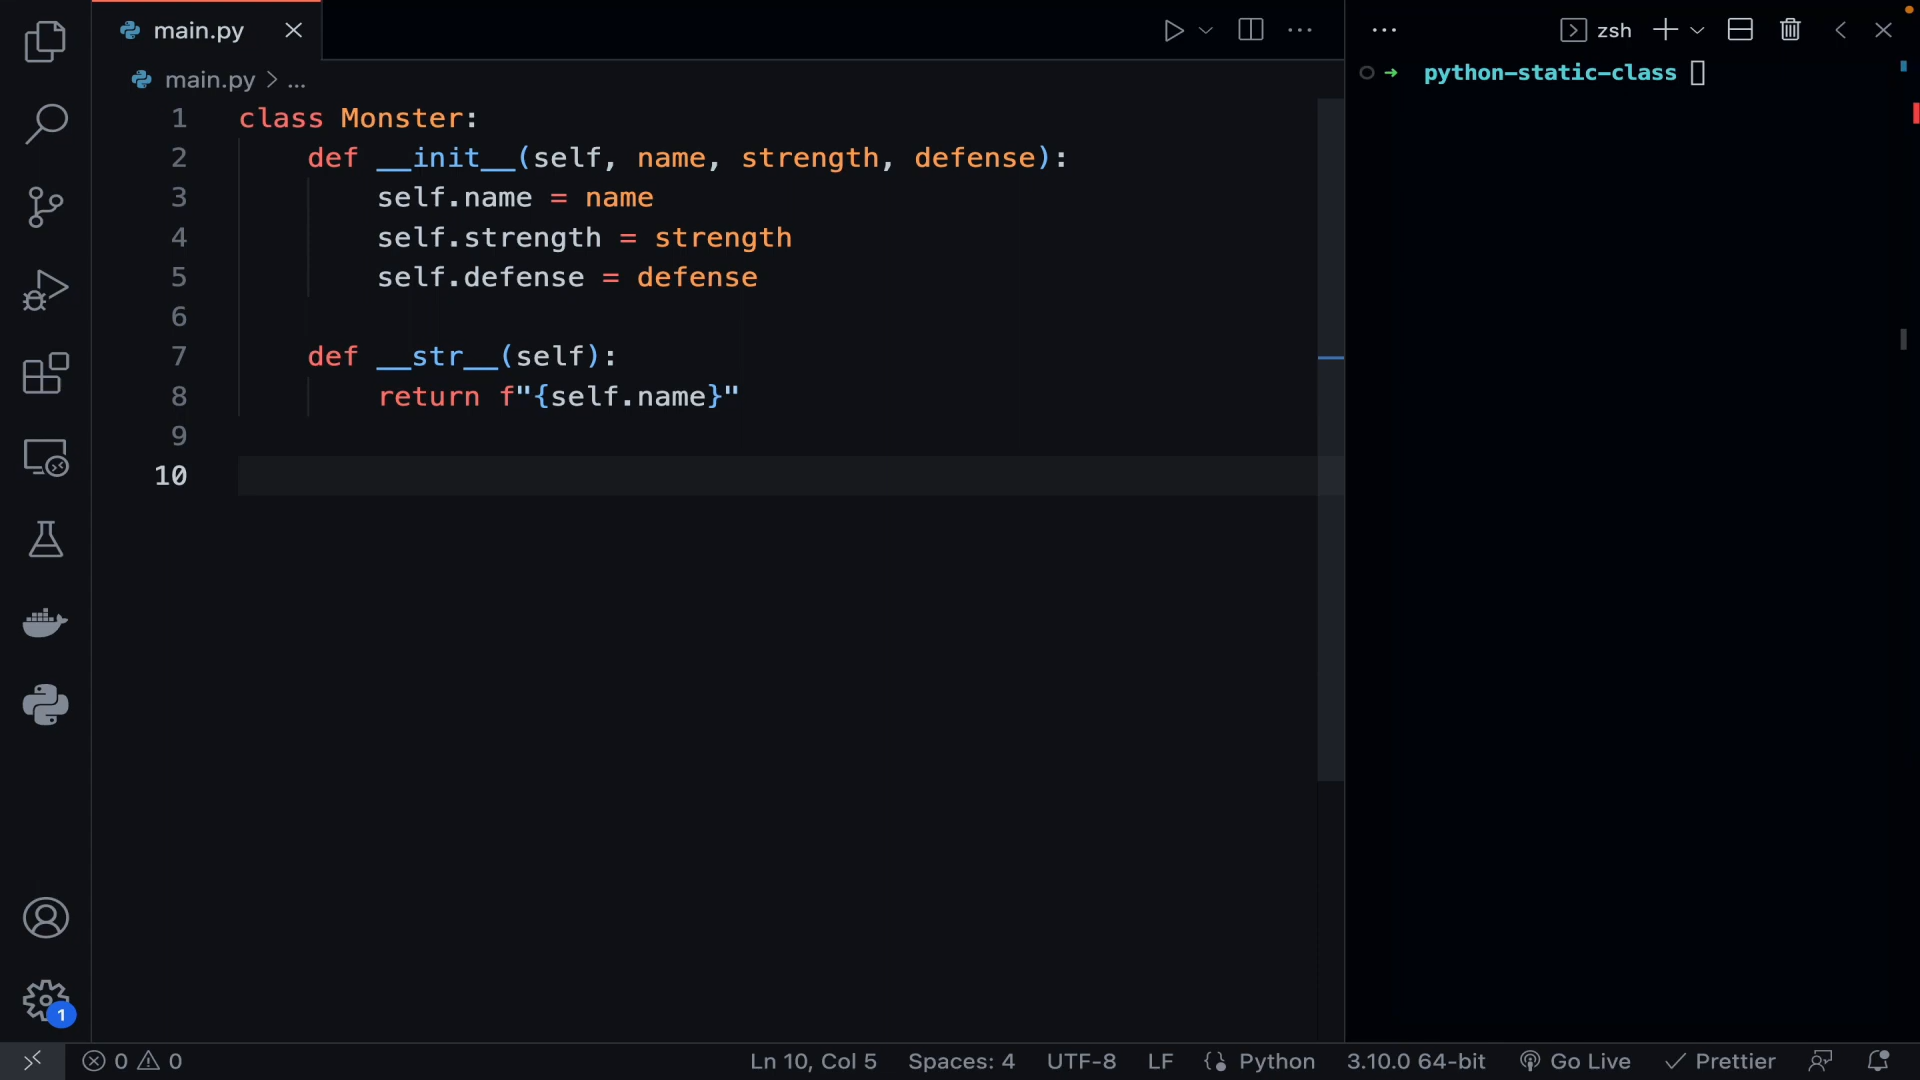 main.py
zsh
main.py > ...
python-static-class
1 class Monster:
2     def __init__(self, name, strength, defense):
3         self.name = name
4         self.strength = strength
5         self.defense = defense
6
7     def __str__(self):
8         return f"{self.name}"
9
10
1
0 0
Ln 10, Col 5 Spaces: 4 UTF-8 LF {} Python 3.10.0 64-bit Go Live Prettier